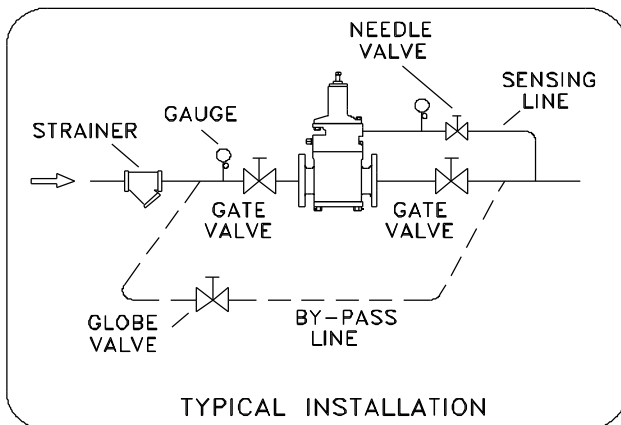 NEEDLE
VALVE
SENSING
LINE
GAUGE
STRAINER
GATE
VALVE
GATE
VALVE
GLOBE
VALVE
BY-PASS
LINE
TYPICAL INSTALLATION